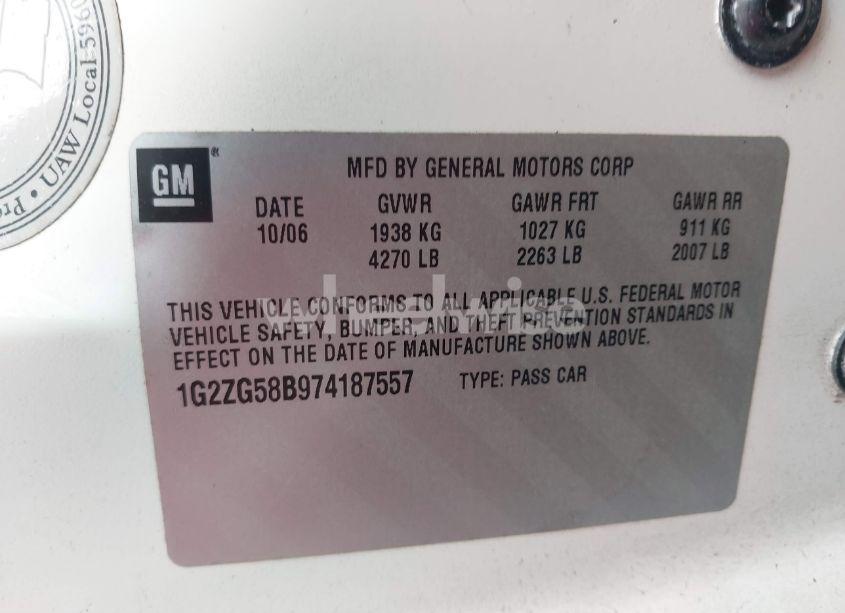 UAW Local 5960
GM
®
MFD BY GENERAL MOTORS CORP
DATE GVWR GAWR FRT GAWR RR
10/06 1938 KG 1027 KG 911 KG
4270 LB 2263 LB 2007 LB
THIS VEHICLE CONFORMS TO ALL APPLICABLE U.S. FEDERAL MOTOR
VEHICLE SAFETY, BUMPER, AND THEFT PREVENTION STANDARDS IN
EFFECT ON THE DATE OF MANUFACTURE SHOWN ABOVE.
1G2ZG58B974187557 TYPE: PASS CAR